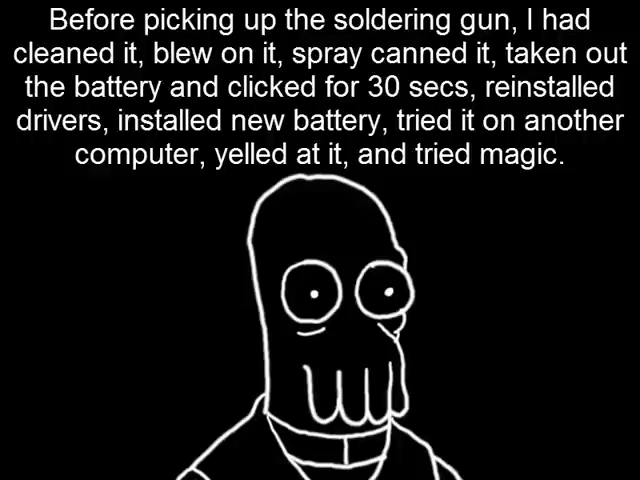 Before picking up the soldering gun, I had
cleaned it, blew on it, spray canned it, taken out
the battery and clicked for 30 secs, reinstalled
drivers, installed new battery, tried it on another
computer, yelled at it, and tried magic.